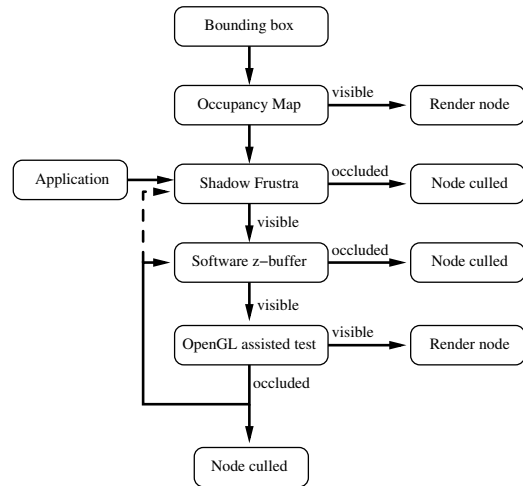 Bounding box
visible
Occupancy Map
Render node
occluded
Application
Shadow Frustra
Node culled
visible
occluded
Software z-buffer
Node culled
visible
visible
OpenGL assisted test
Render node
occluded
Node culled